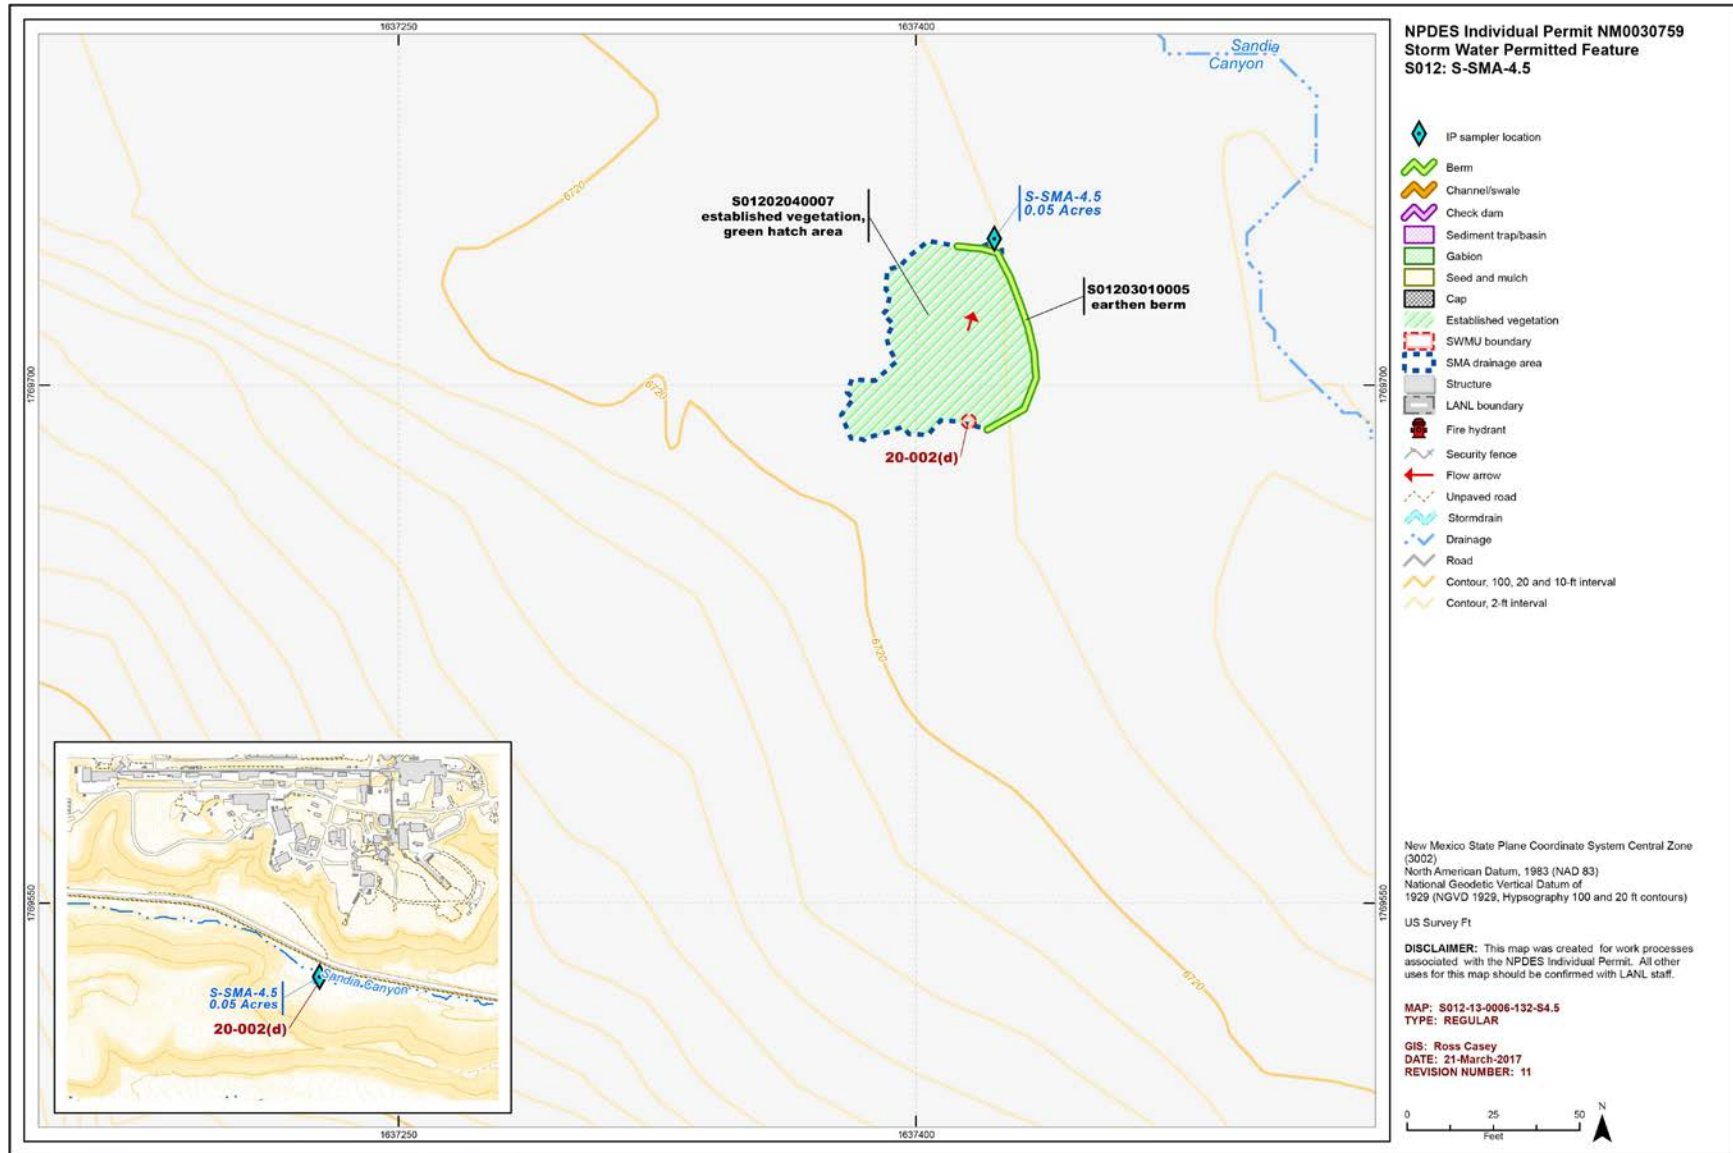 1637250
1637400
Sandia
Canyon
S01202040007
established vegetation,
green hatch area
S-SMA-4.5
0.05 Acres
S01203010005
earthen berm
20-002(d)
6720
6720
6720
6720
1769700
1769700
1769550
1769550
S-SMA-4.5
0.05 Acres
20-002(d)
Sandia Canyon
1637250
1637400
NPDES Individual Permit NM0030759
Storm Water Permitted Feature
S012: S-SMA-4.5
IP sampler location
Berm
Channel/swale
Check dam
Sediment trap/basin
Gabion
Seed and mulch
Cap
Established vegetation
SWMU boundary
SMA drainage area
Structure
LANL boundary
Fire hydrant
Security fence
Flow arrow
Unpaved road
Stormdrain
Drainage
Road
Contour, 100, 20 and 10-ft interval
Contour, 2-ft interval
New Mexico State Plane Coordinate System Central Zone
(3002)
North American Datum, 1983 (NAD 83)
National Geodetic Vertical Datum of
1929 (NGVD 1929, Hypsography 100 and 20 ft contours)
US Survey Ft
DISCLAIMER: This map was created for work processes
associated with the NPDES Individual Permit. All other
uses for this map should be confirmed with LANL staff.
MAP: S012-13-0006-132-S4.5
TYPE: REGULAR
GIS: Ross Casey
DATE: 21-March-2017
REVISION NUMBER: 11
0 25 50
Feet
N